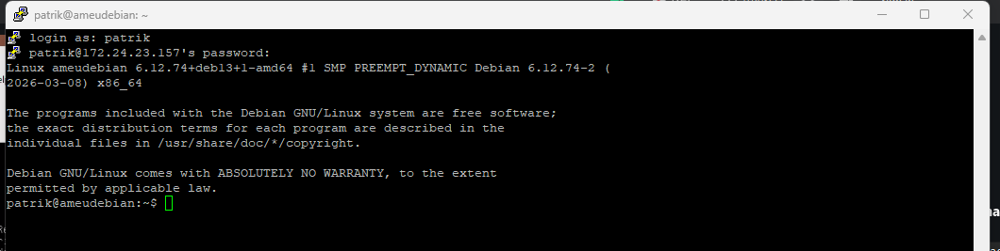 patrik@ameudebian: ~
login as: patrik
patrik@172.24.23.157's password:
Linux ameudebian 6.12.74+deb13+1-amd64 #1 SMP PREEMPT_DYNAMIC Debian 6.12.74-2 (
2026-03-08) x86_64
The programs included with the Debian GNU/Linux system are free software;
the exact distribution terms for each program are described in the
individual files in /usr/share/doc/*/copyright.
Debian GNU/Linux comes with ABSOLUTELY NO WARRANTY, to the extent
permitted by applicable law.
patrik@ameudebian:~$